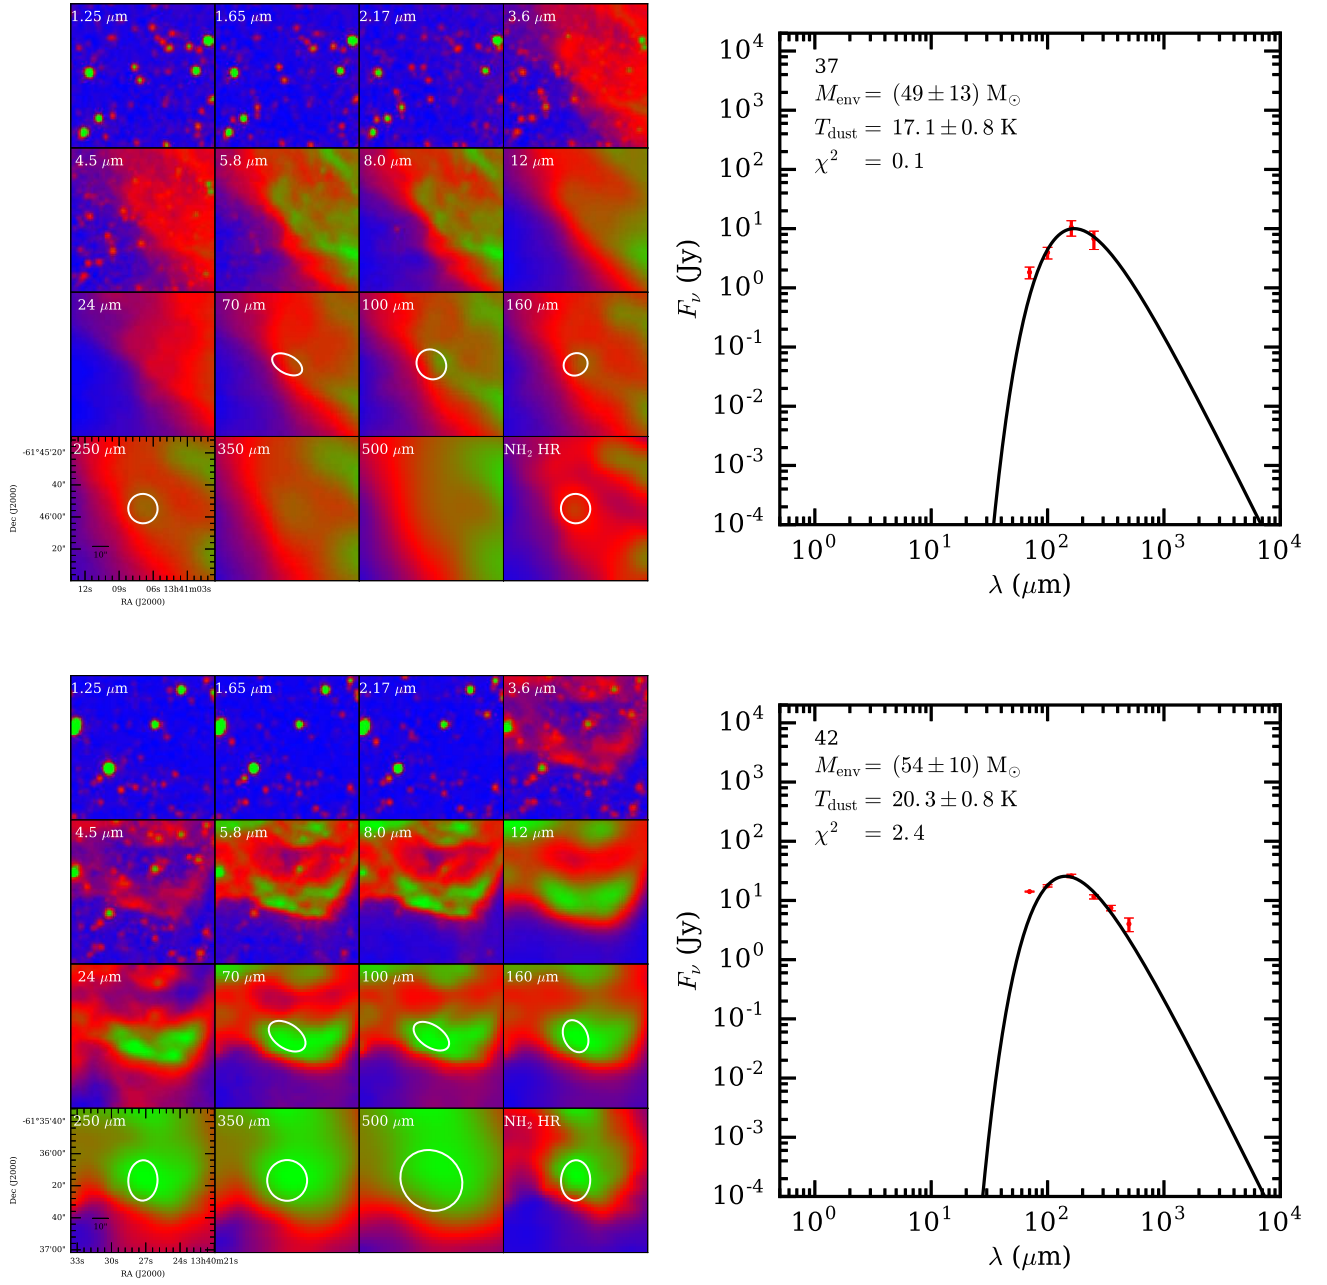 1.25 μm 1.65 μm 2.17 μm 3.6 μm
4.5 μm 5.8 μm 8.0 μm 12 μm
24 μm 70 μm 100 μm 160 μm
250 μm 350 μm 500 μm NH₂ HR
-61°45'20"
40"
46'00"
20"
Dec (J2000)
10"
12s 09s 06s 13h41m03s
RA (J2000)
37
M_env = (49 ± 13) M_⊙
T_dust = 17.1 ± 0.8 K
χ² = 0.1
10⁴
10³
10²
10¹
10⁰
10⁻¹
10⁻²
10⁻³
10⁻⁴
F_ν (Jy)
10⁰ 10¹ 10² 10³ 10⁴
λ (μm)
1.25 μm 1.65 μm 2.17 μm 3.6 μm
4.5 μm 5.8 μm 8.0 μm 12 μm
24 μm 70 μm 100 μm 160 μm
250 μm 350 μm 500 μm NH₂ HR
-61°35'40"
36'00"
20"
40"
37'00"
Dec (J2000)
10"
33s 30s 27s 24s 13h40m21s
RA (J2000)
42
M_env = (54 ± 10) M_⊙
T_dust = 20.3 ± 0.8 K
χ² = 2.4
10⁴
10³
10²
10¹
10⁰
10⁻¹
10⁻²
10⁻³
10⁻⁴
F_ν (Jy)
10⁰ 10¹ 10² 10³ 10⁴
λ (μm)